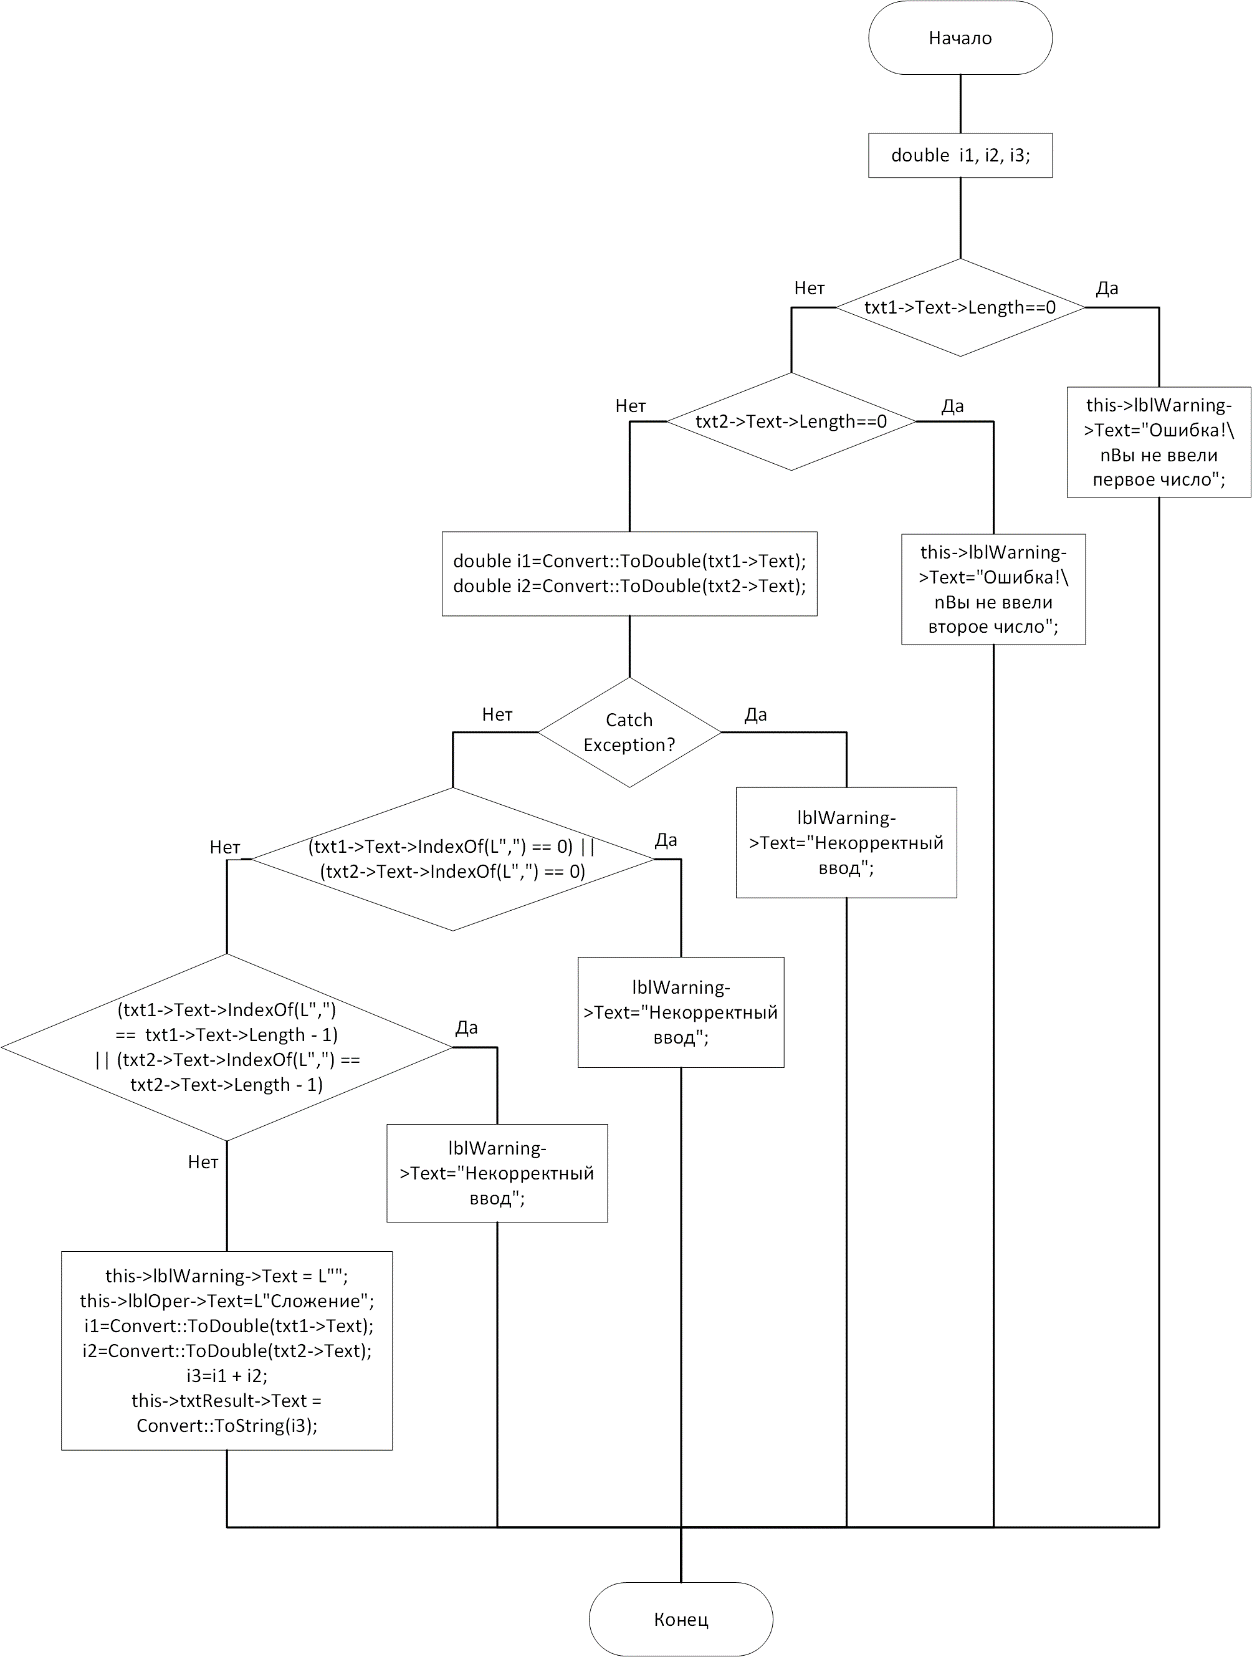 Начало
double  i1, i2, i3;
Нет
Да
txt1->Text->Length==0
this->lblWarning-
>Text="Ошибка!\
nВы не ввели
первое число";
Нет
Да
txt2->Text->Length==0
this->lblWarning-
>Text="Ошибка!\
nВы не ввели
второе число";
double i1=Convert::ToDouble(txt1->Text);
double i2=Convert::ToDouble(txt2->Text);
Нет
Да
Catch
Exception?
lblWarning-
>Text="Некорректный
ввод";
Нет
Да
(txt1->Text->IndexOf(L",") == 0) ||
(txt2->Text->IndexOf(L",") == 0)
lblWarning-
>Text="Некорректный
ввод";
(txt1->Text->IndexOf(L",")
==  txt1->Text->Length - 1)
|| (txt2->Text->IndexOf(L",") ==
txt2->Text->Length - 1)
Да
Нет
lblWarning-
>Text="Некорректный
ввод";
this->lblWarning->Text = L"";
this->lblOper->Text=L"Сложение";
i1=Convert::ToDouble(txt1->Text);
i2=Convert::ToDouble(txt2->Text);
i3=i1 + i2;
this->txtResult->Text =
Convert::ToString(i3);
Конец